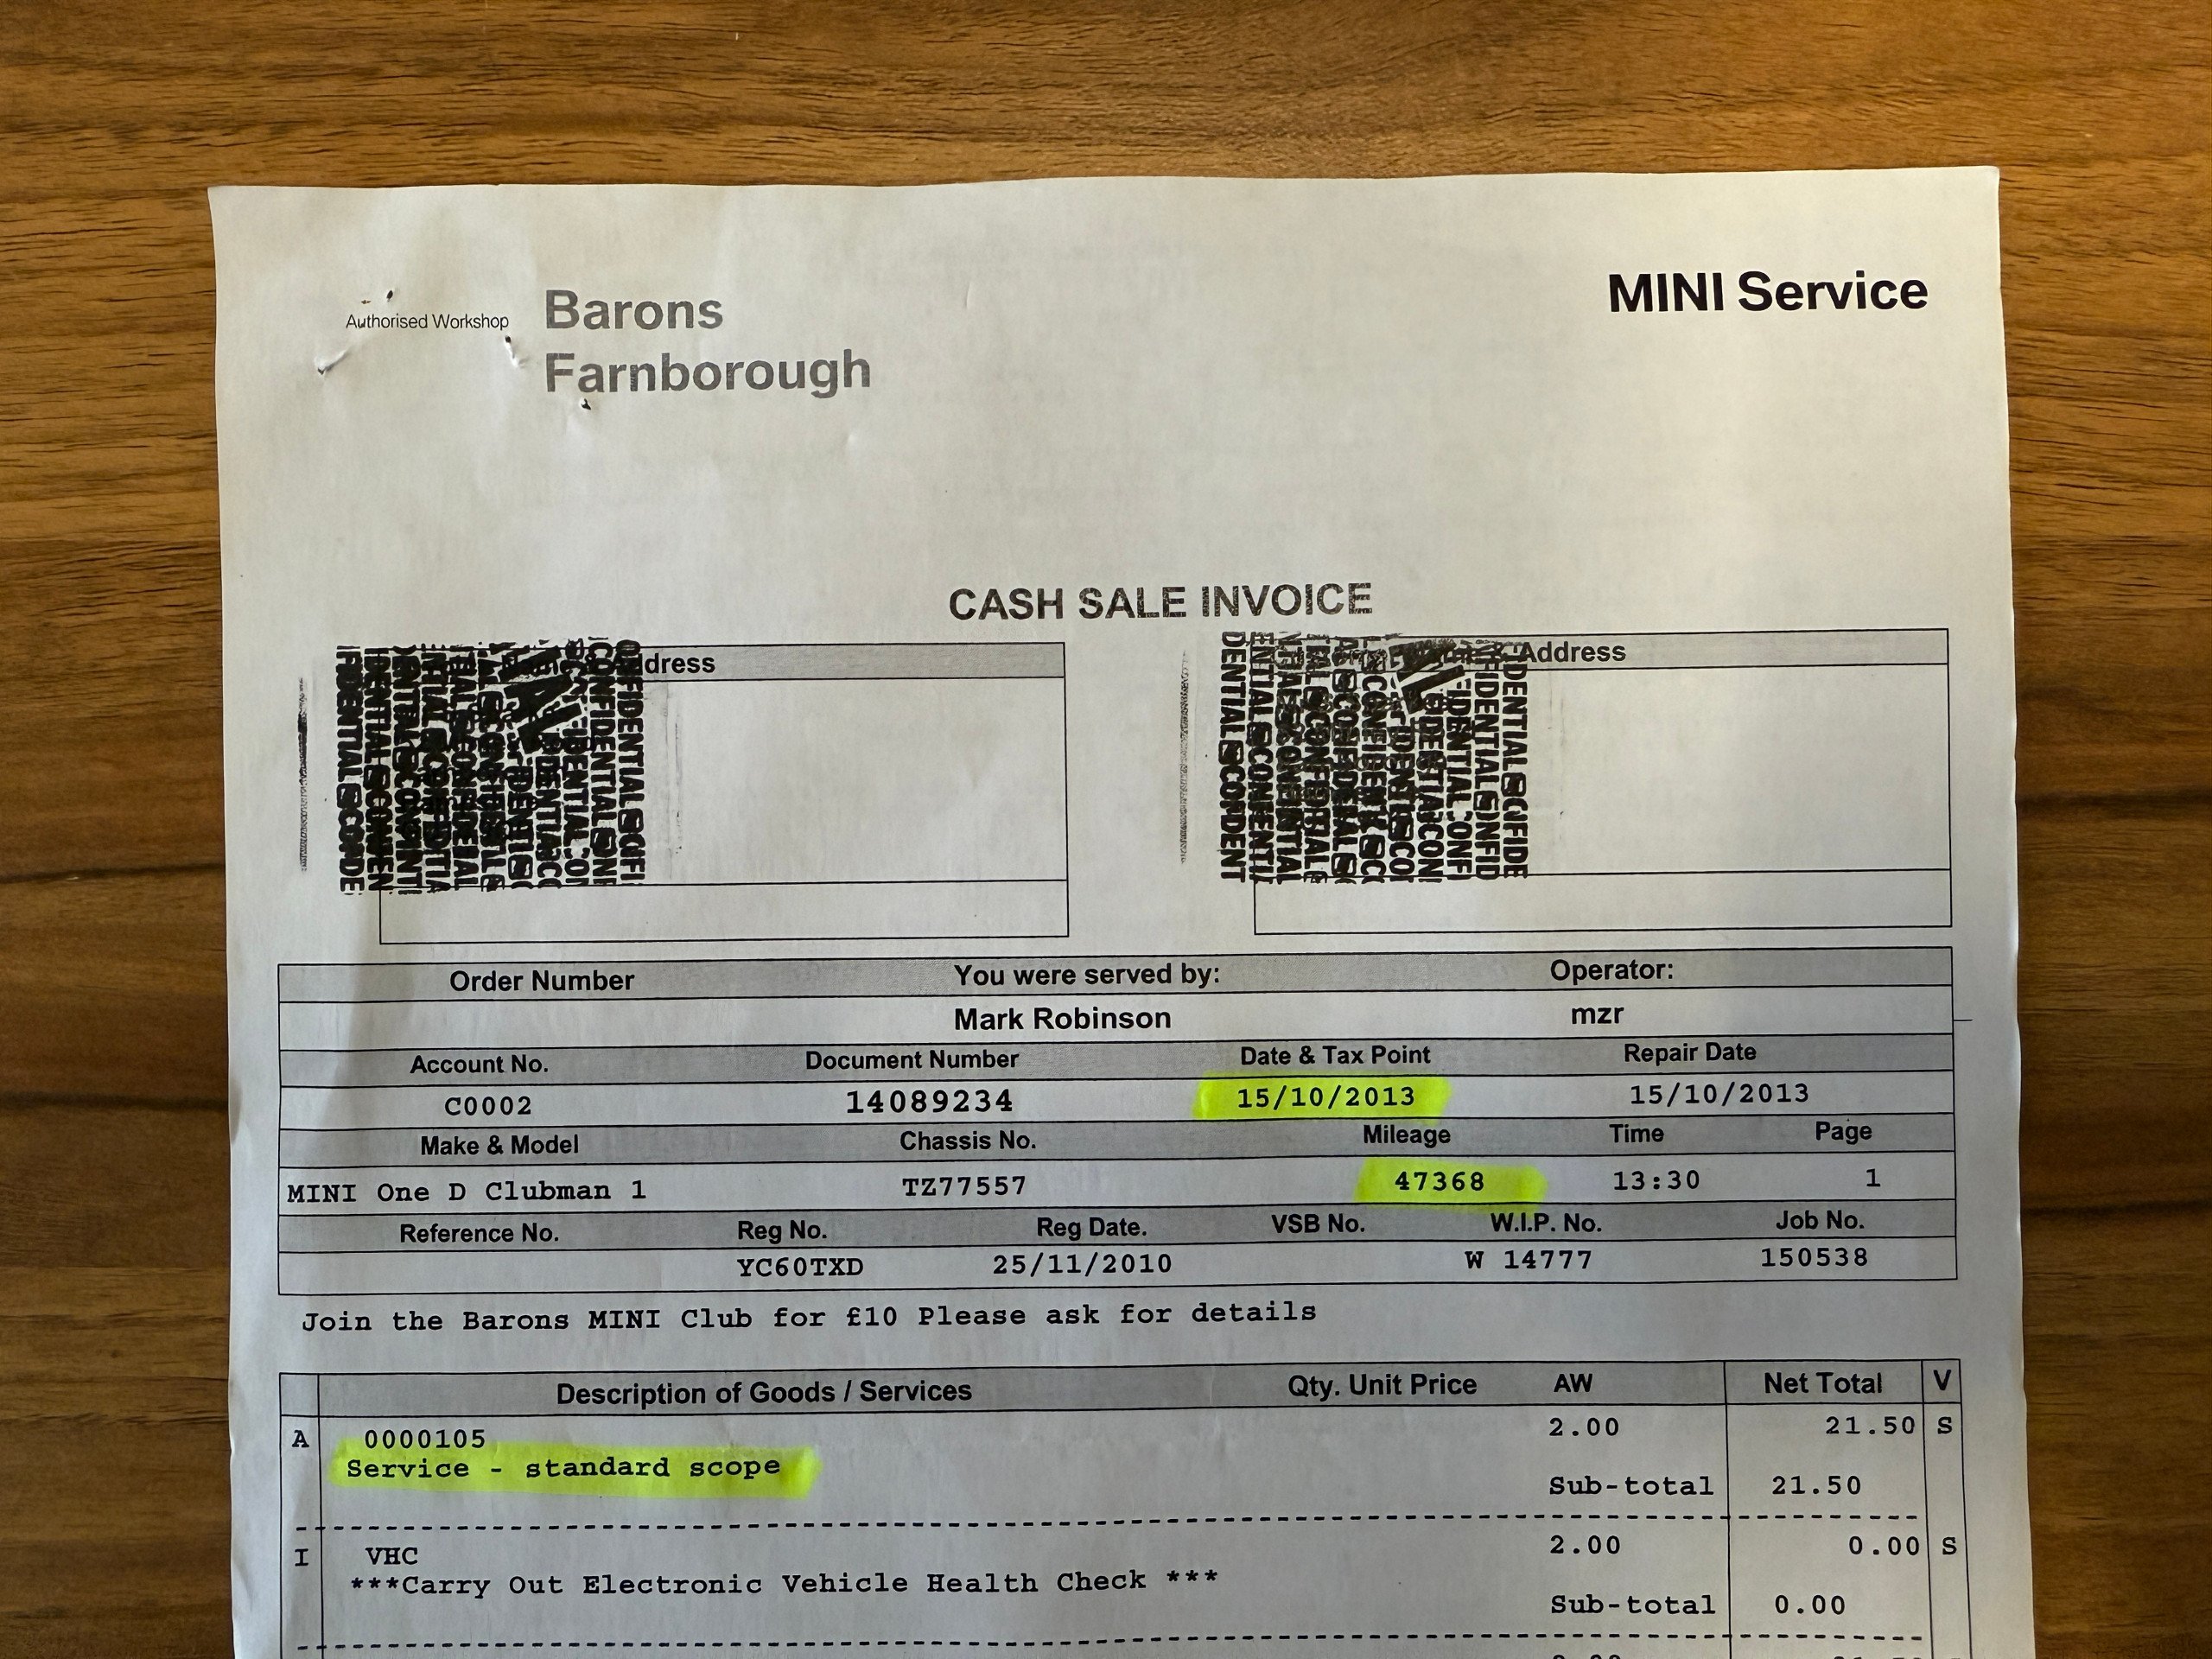 Authorised Workshop
Barons
Farnborough
MINI Service
CASH SALE INVOICE
Address
Address
Order Number You were served by: Operator:
Mark Robinson mzr
Account No. Document Number Date & Tax Point Repair Date
C0002 14089234 15/10/2013 15/10/2013
Make & Model Chassis No. Mileage Time Page
MINI One D Clubman 1 TZ77557 47368 13:30 1
Reference No. Reg No. Reg Date. VSB No. W.I.P. No. Job No.
YC60TXD 25/11/2010 W 14777 150538
Join the Barons MINI Club for £10 Please ask for details
Description of Goods / Services Qty. Unit Price AW Net Total V
A 0000105 2.00 21.50 S
Service - standard scope
Sub-total 21.50
I VHC 2.00 0.00 S
***Carry Out Electronic Vehicle Health Check ***
Sub-total 0.00